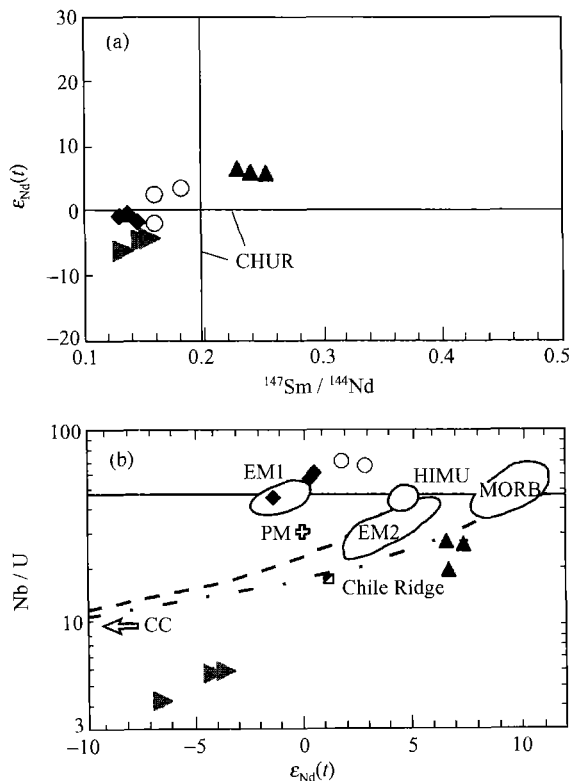 (a)
30
20
10
0
−10
−20
εNd(t)
CHUR
0.1 0.2 0.3 0.4 0.5
147Sm / 144Nd
(b)
100
10
3
Nb / U
EM1
HIMU
MORB
PM
EM2
Chile Ridge
CC
−10 −5 0 5 10
εNd(t)